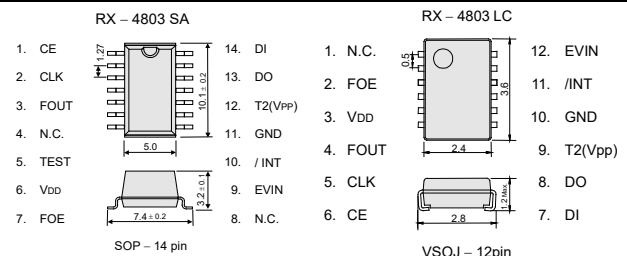 RX – 4803 SA
1. CE
2. CLK
3. FOUT
4. N.C.
5. TEST
6. VDD
7. FOE
1.27
10.1 ± 0.2
5.0
3.2 ± 0.1
7.4 ± 0.2
14. DI
13. DO
12. T2(VPP)
11. GND
10. / INT
9. EVIN
8. N.C.
SOP – 14 pin
RX – 4803 LC
1. N.C.
2. FOE
3. VDD
4. FOUT
5. CLK
6. CE
0.5
3.6
2.4
1.2 Max.
2.8
12. EVIN
11. /INT
10. GND
9. T2(Vpp)
8. DO
7. DI
VSOJ – 12pin